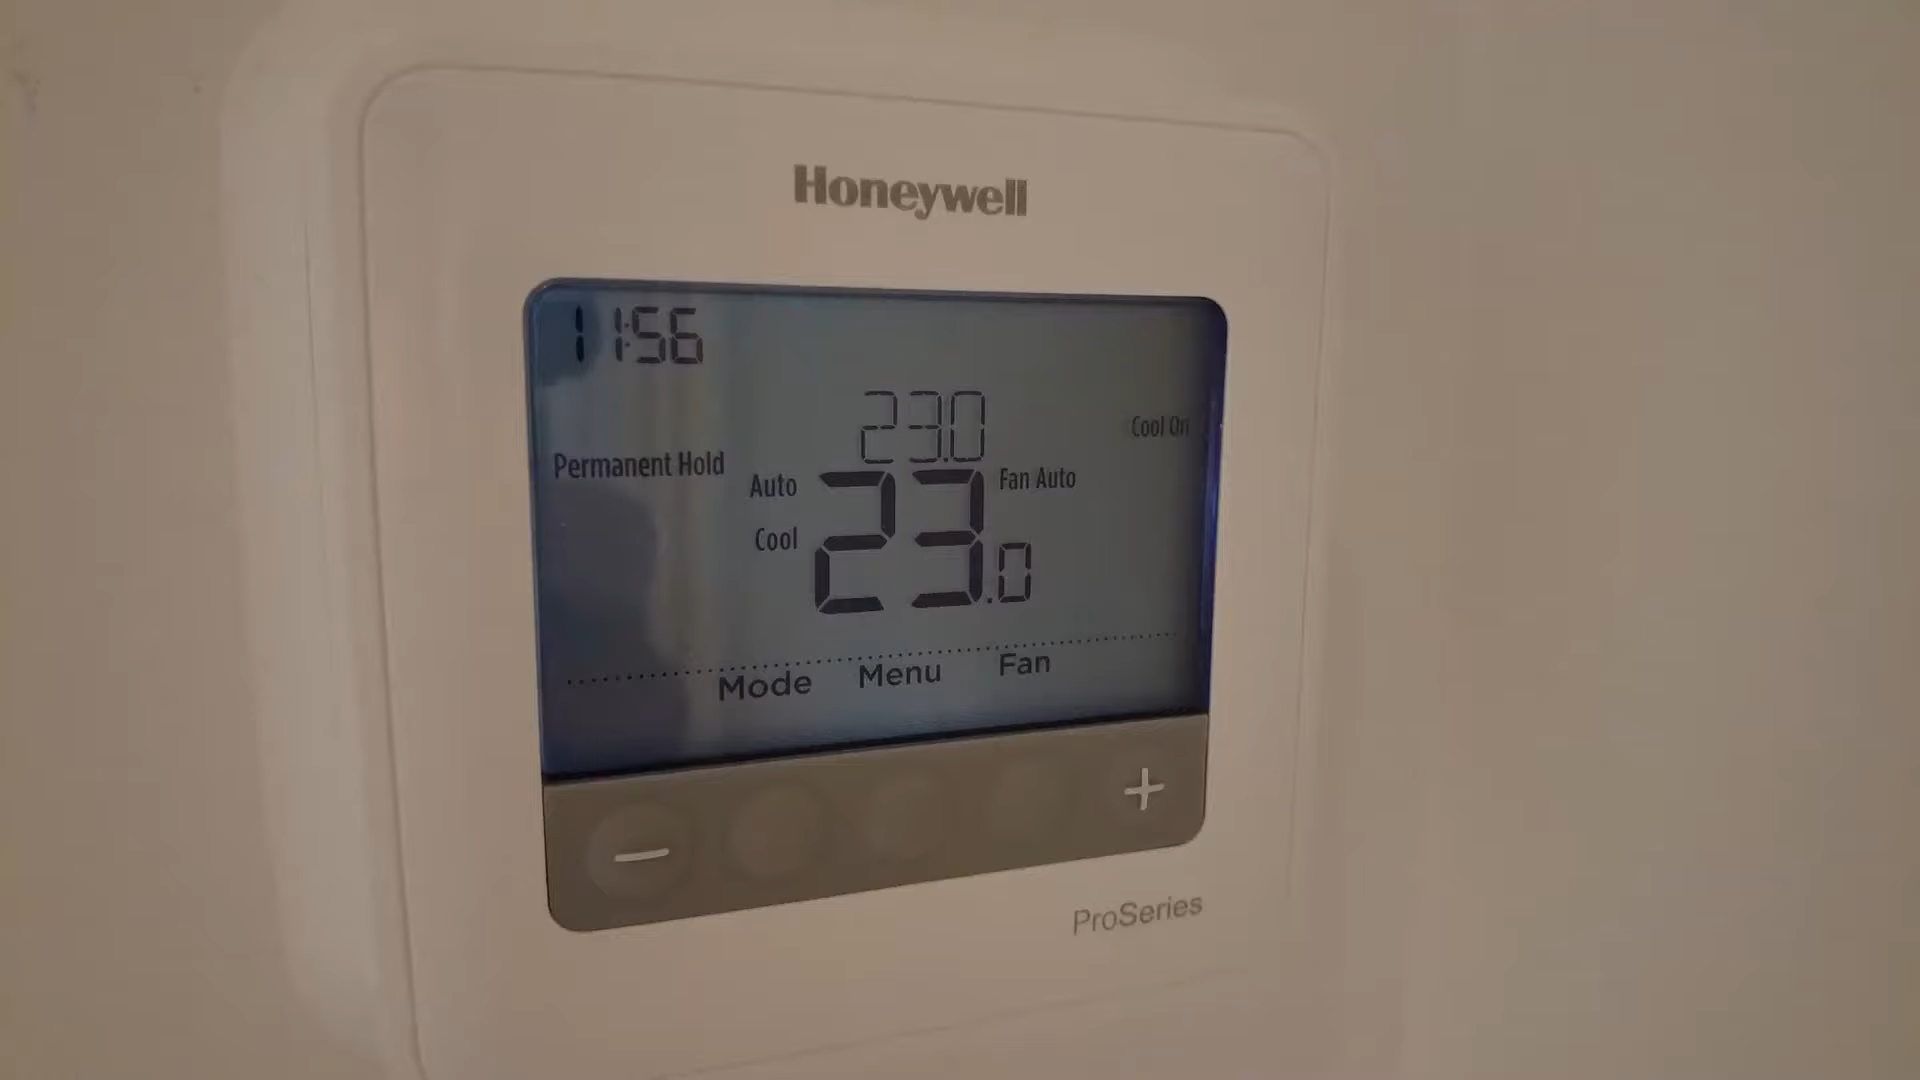 Honeywell
11:56
23.0
Cool On
Permanent Hold
Auto
Fan Auto
Cool
23.0
Mode Menu Fan
− +
ProSeries